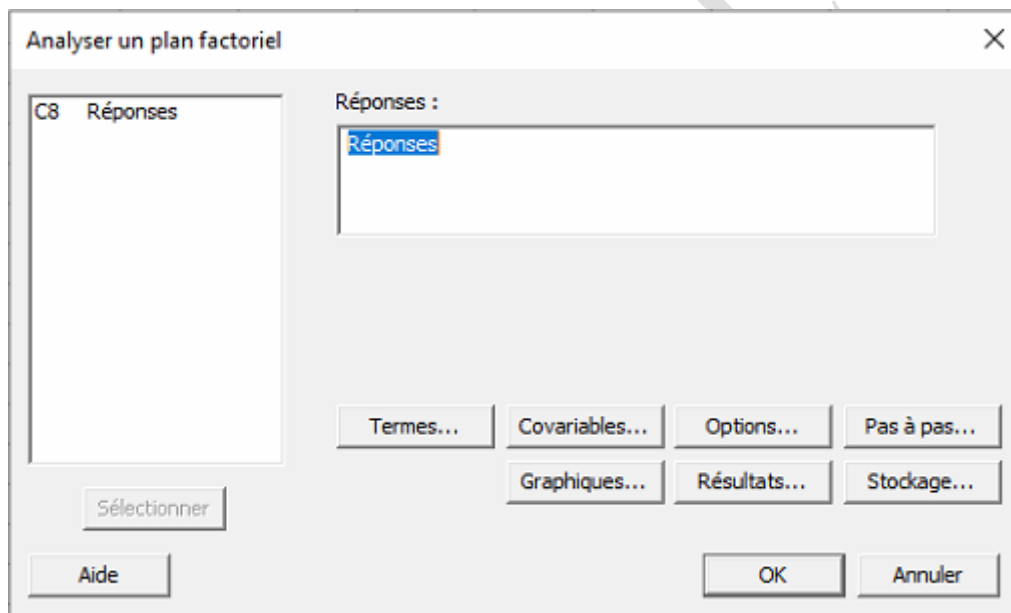 Analyser un plan factoriel
C8 Réponses
Réponses :
Réponses
Termes... Covariables... Options... Pas à pas...
Graphiques... Résultats... Stockage...
Sélectionner
Aide OK Annuler